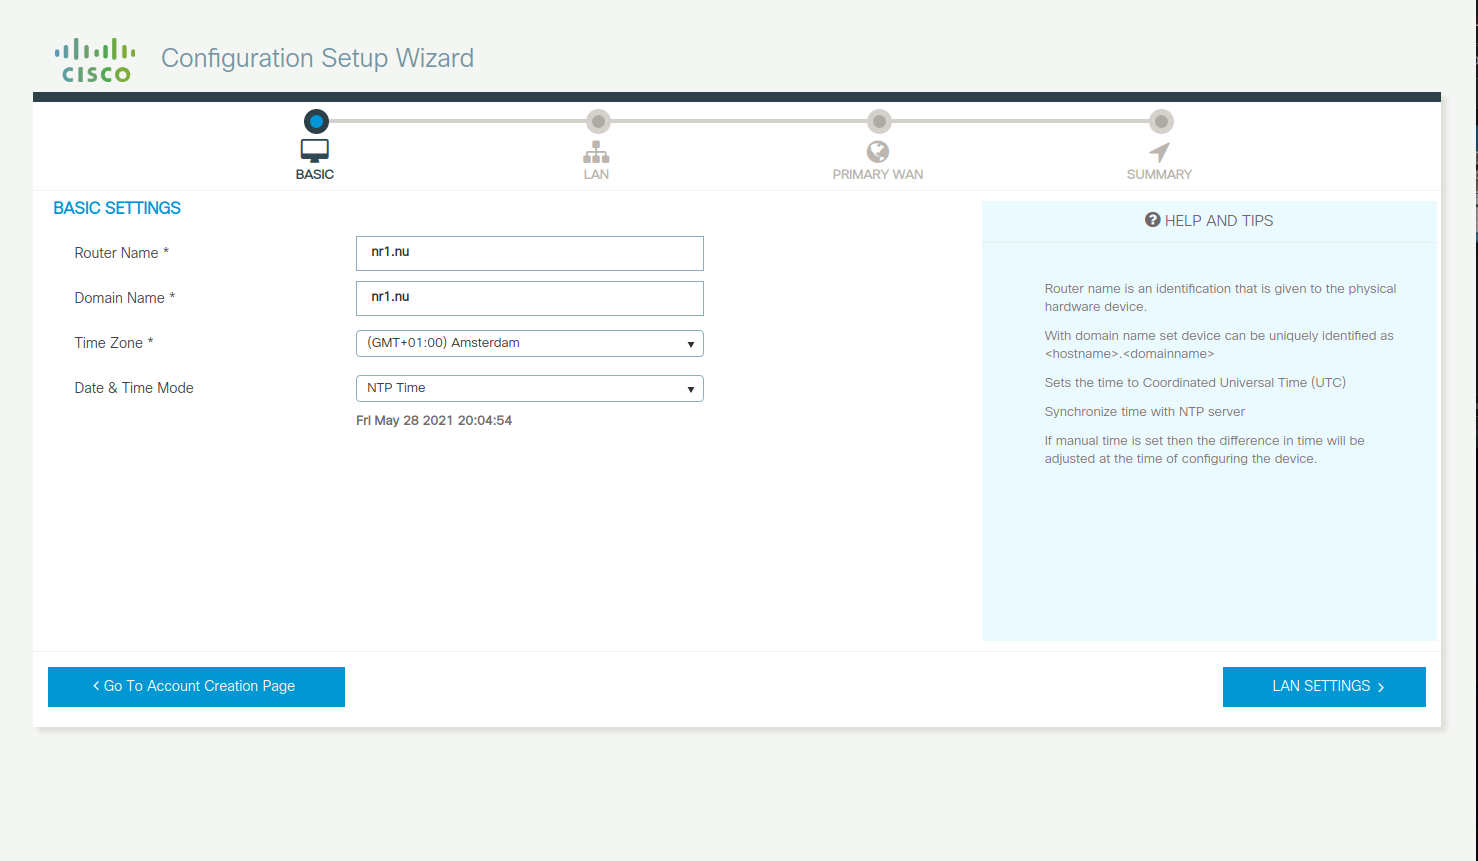 CISCO
Configuration Setup Wizard
BASIC
LAN
PRIMARY WAN
SUMMARY
BASIC SETTINGS
Router Name *
nr1.nu
Domain Name *
nr1.nu
Time Zone *
(GMT+01:00) Amsterdam
Date & Time Mode
NTP Time
Fri May 28 2021 20:04:54
HELP AND TIPS
Router name is an identification that is given to the physical
hardware device.
With domain name set device can be uniquely identified as
<hostname>.<domainname>
Sets the time to Coordinated Universal Time (UTC)
Synchronize time with NTP server
If manual time is set then the difference in time will be
adjusted at the time of configuring the device.
Go To Account Creation Page
LAN SETTINGS